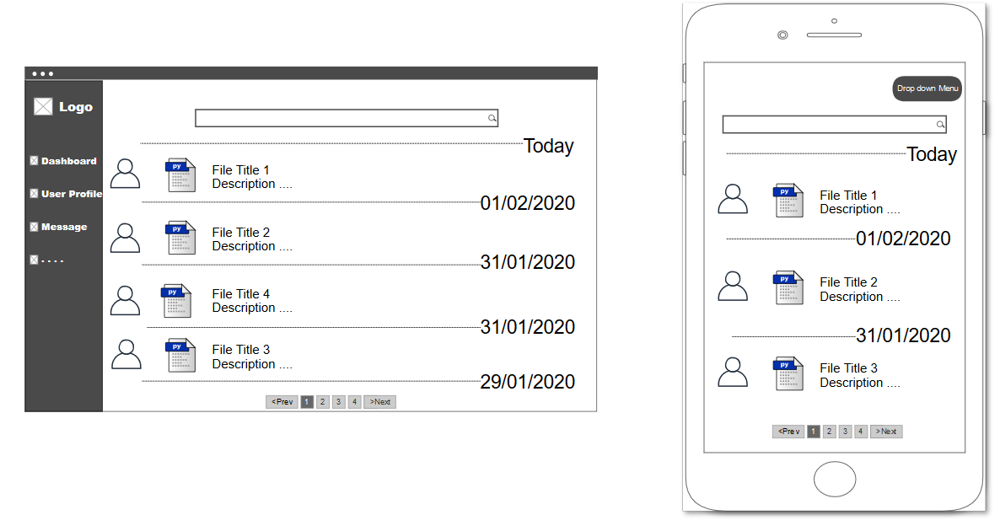 Logo
Dashboard
User Profile
Message
. . . .
Today
py
File Title 1
Description ....
01/02/2020
py
File Title 2
Description ....
31/01/2020
py
File Title 4
Description ....
31/01/2020
py
File Title 3
Description ....
29/01/2020
<Prev 1 2 3 4 >Next
Drop down Menu
Today
py
File Title 1
Description ....
01/02/2020
py
File Title 2
Description ....
31/01/2020
py
File Title 3
Description ....
<Prev 1 2 3 4 >Next